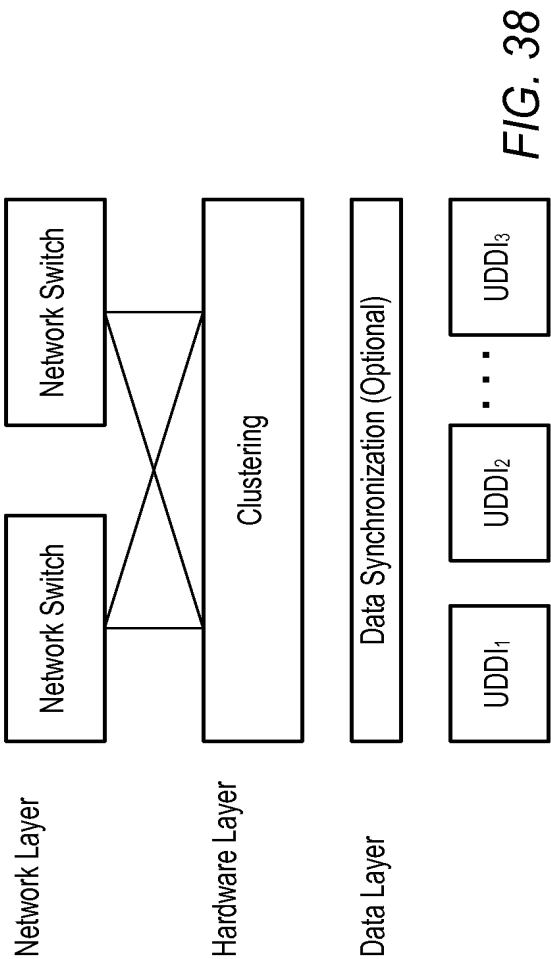 Network Layer
Network Switch
Network Switch
Hardware Layer
Clustering
Data Layer
Data Synchronization (Optional)
UDDI₁
UDDI₂
. . .
UDDI₃
FIG. 38